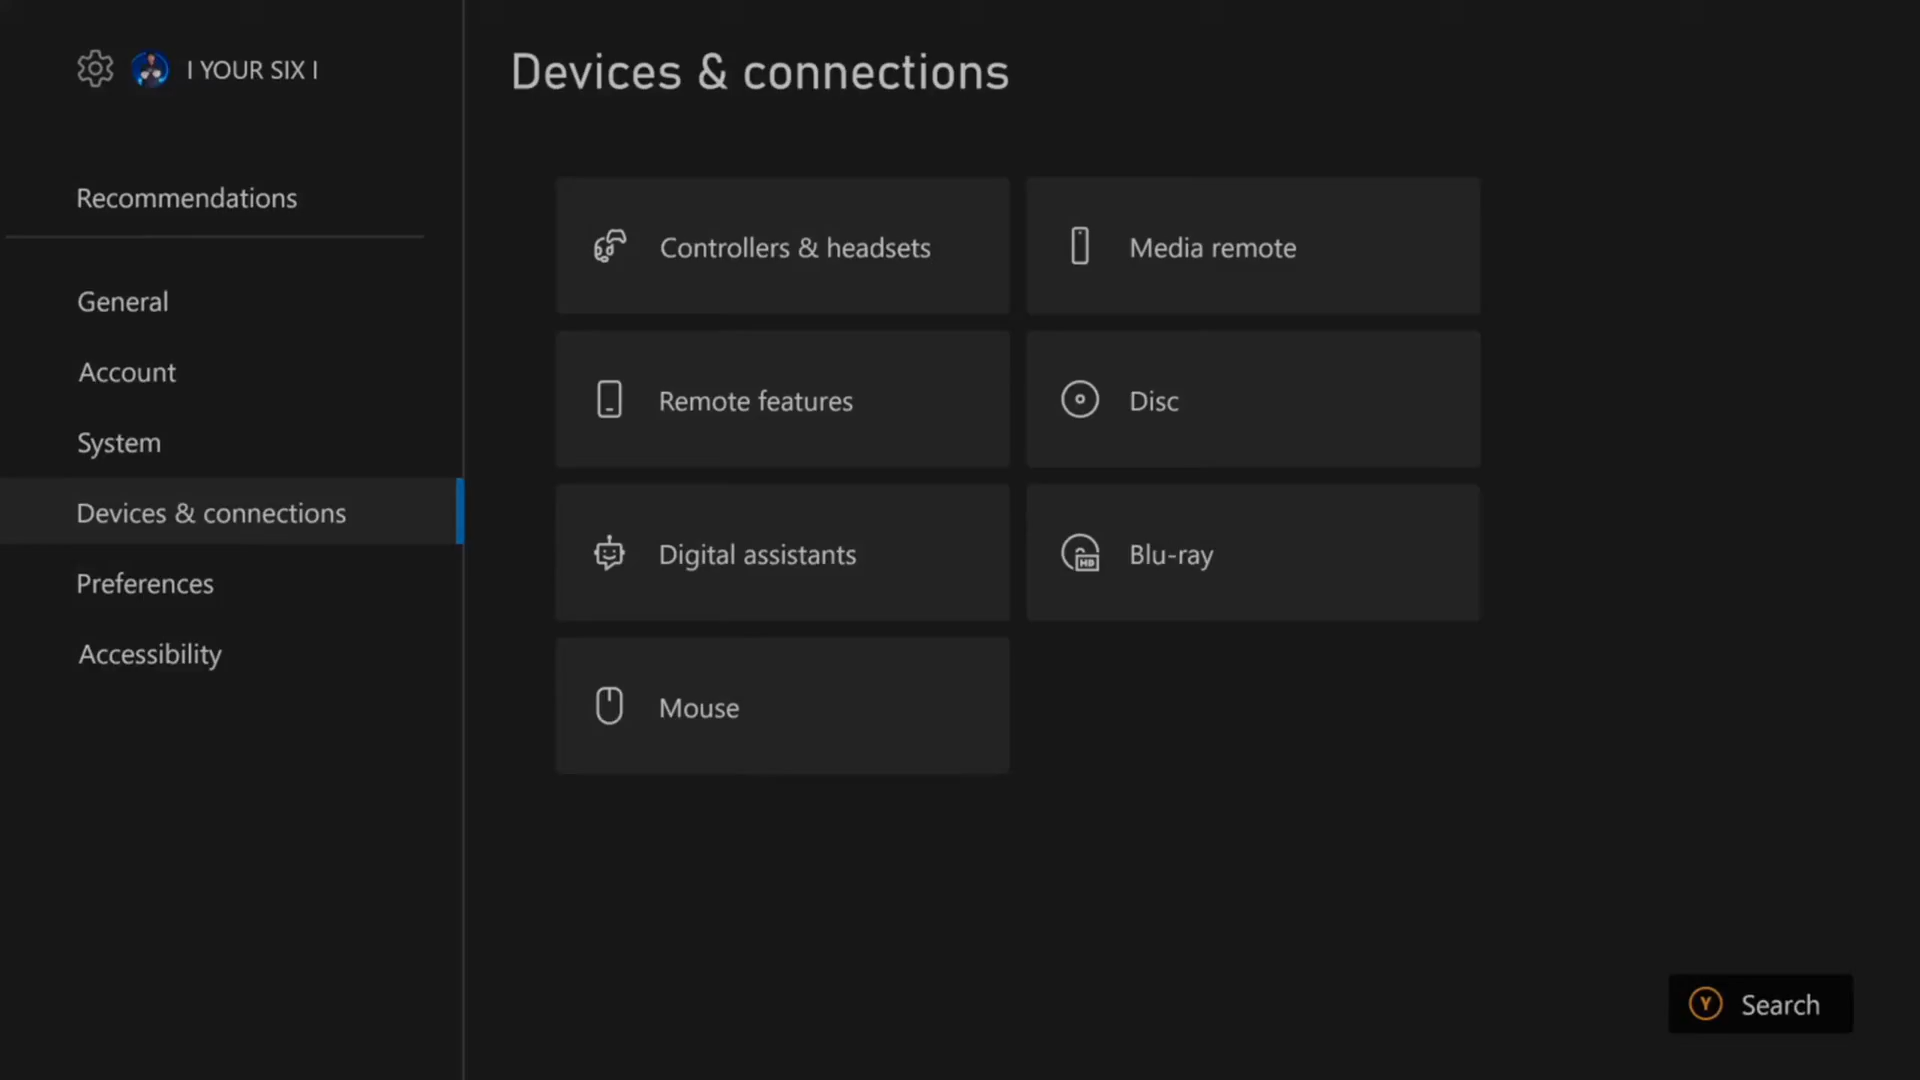 I YOUR SIX I
Recommendations
General
Account
System
Devices & connections
Preferences
Accessibility
Devices & connections
Controllers & headsets
Media remote
Remote features
Disc
Digital assistants
HD
Blu-ray
Mouse
Y Search